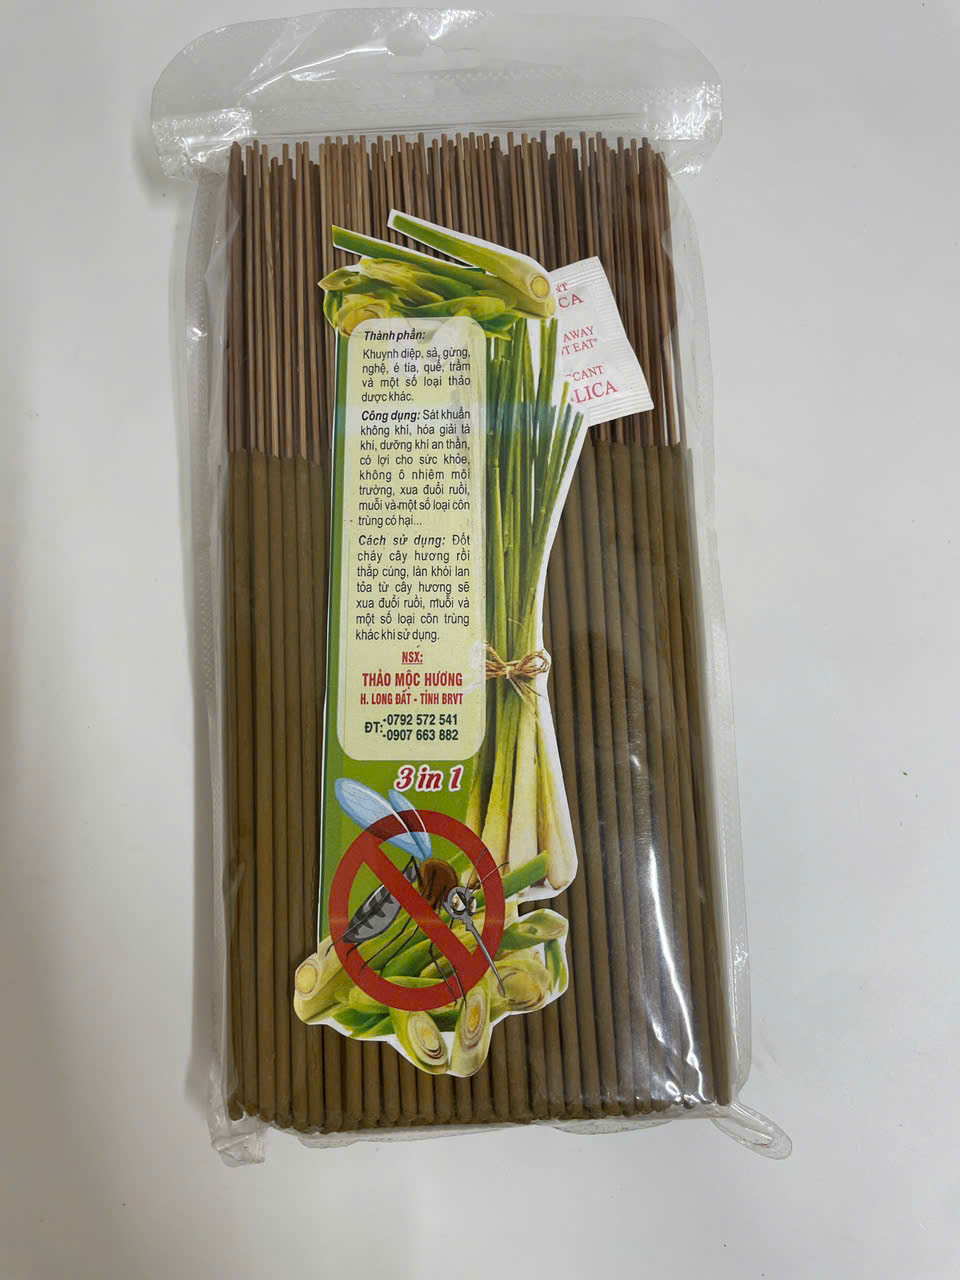 Thành phần:
Khuynh diệp, sả, gừng,
nghệ, é tía, quế, trầm
và một số loại thảo
dược khác.
Công dụng: Sát khuẩn
không khí, hóa giải tà
khí, dưỡng khí an thần,
có lợi cho sức khỏe,
không ô nhiệm môi
trường, xua đuổi ruồi,
muỗi và một số loại côn
trùng có hại...
Cách sử dụng: Đốt
cháy cây hương rồi
thắp cúng, làn khói lan
tỏa từ cây hương sẽ
xua đuổi ruồi, muỗi và
một số loại côn trùng
khác khi sử dụng.
NSX:
THẢO MỘC HƯƠNG
H. LONG ĐẤT - TỈNH BRVT
ĐT:-0792 572 541
-0907 663 882
3 in 1
AWAY
EAT"
LICA